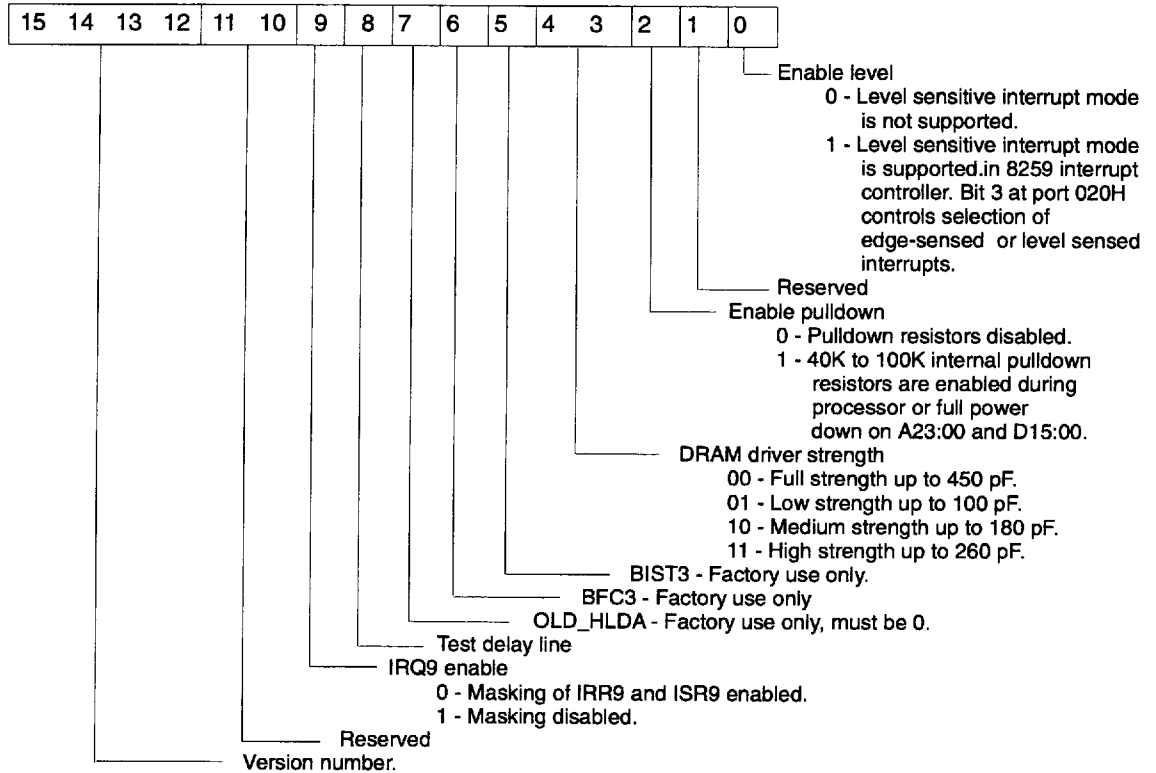 15 14 13 12 11 10 9 8 7 6 5 4 3 2 1 0
Enable level
0 - Level sensitive interrupt mode
is not supported.
1 - Level sensitive interrupt mode
is supported.in 8259 interrupt
controller. Bit 3 at port 020H
controls selection of
edge-sensed or level sensed
interrupts.
Reserved
Enable pulldown
0 - Pulldown resistors disabled.
1 - 40K to 100K internal pulldown
resistors are enabled during
processor or full power
down on A23:00 and D15:00.
DRAM driver strength
00 - Full strength up to 450 pF.
01 - Low strength up to 100 pF.
10 - Medium strength up to 180 pF.
11 - High strength up to 260 pF.
BIST3 - Factory use only.
BFC3 - Factory use only
OLD_HLDA - Factory use only, must be 0.
Test delay line
IRQ9 enable
0 - Masking of IRR9 and ISR9 enabled.
1 - Masking disabled.
Reserved
Version number.